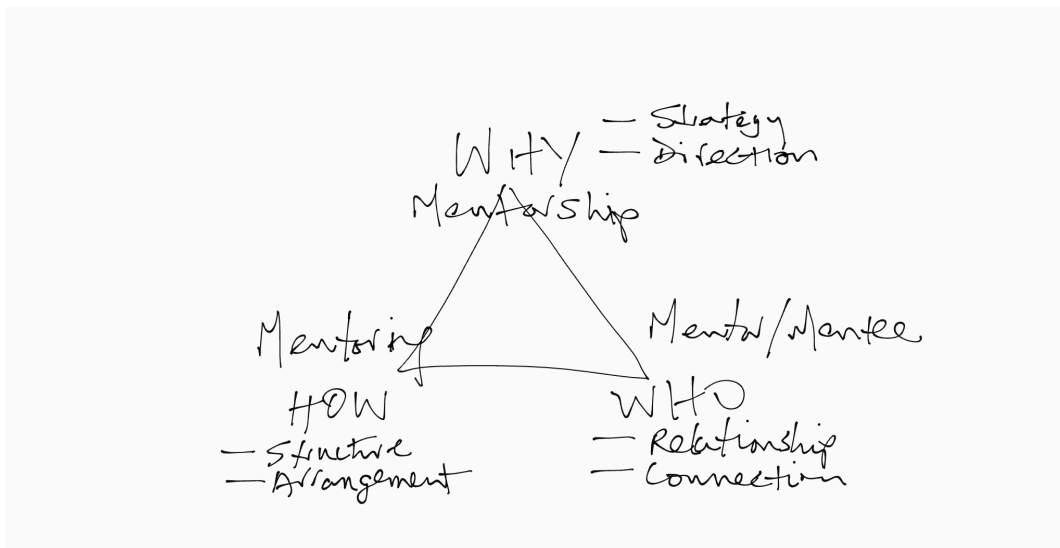 — Strategy
WHY — Direction
Mentorship
Mentoring
Mentor/Mentee
HOW
WHO
— Structure
— Arrangement
— Relationship
— Connection